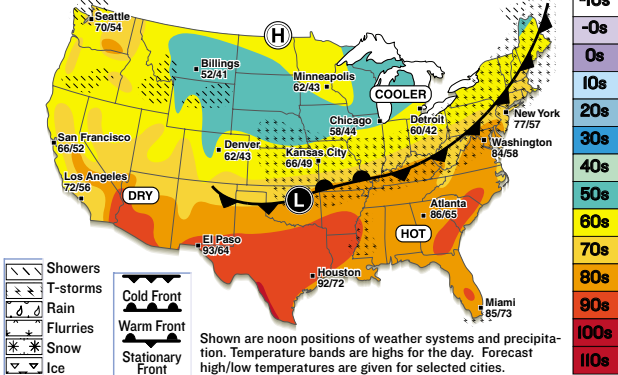 Seattle
70/54
H
Billings
52/41
Minneapolis
62/43
COOLER
Chicago
58/44
Detroit
60/42
New York
77/57
Washington
84/58
San Francisco
66/52
Denver
62/43
Kansas City
66/49
Los Angeles
72/56
DRY
L
Atlanta
86/65
HOT
El Paso
93/64
Houston
92/72
Miami
85/73
Showers
T-storms
Rain
Flurries
Snow
Ice
Cold Front
Warm Front
Stationary
Front
Shown are noon positions of weather systems and precipita-
tion. Temperature bands are highs for the day. Forecast
high/low temperatures are given for selected cities.
-10s
-0s
0s
10s
20s
30s
40s
50s
60s
70s
80s
90s
100s
110s